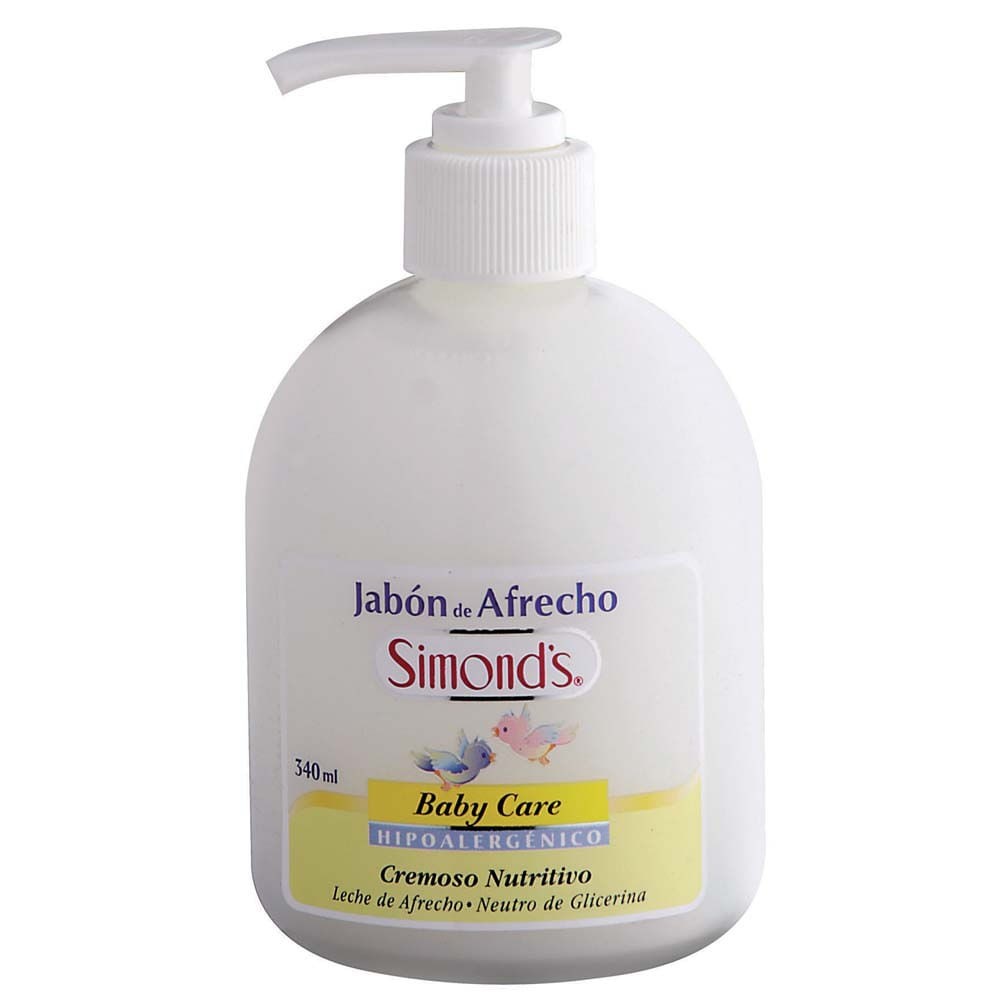 Jabón de Afrecho
Simond's®
340 ml
Baby Care
HIPOALERGÉNICO
Cremoso Nutritivo
Leche de Afrecho • Neutro de Glicerina